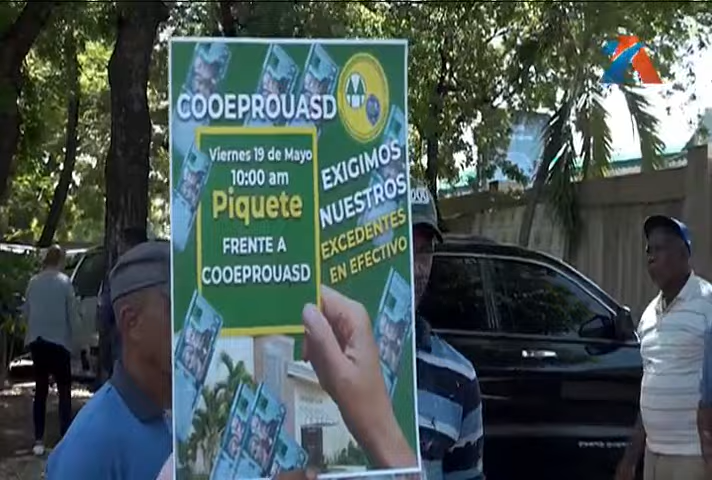 COOEPROUASD
Viernes 19 de Mayo
10:00 am
Piquete
FRENTE A
COOEPROUASD
EXIGIMOS
NUESTROS
EXCEDENTES
EN EFECTIVO